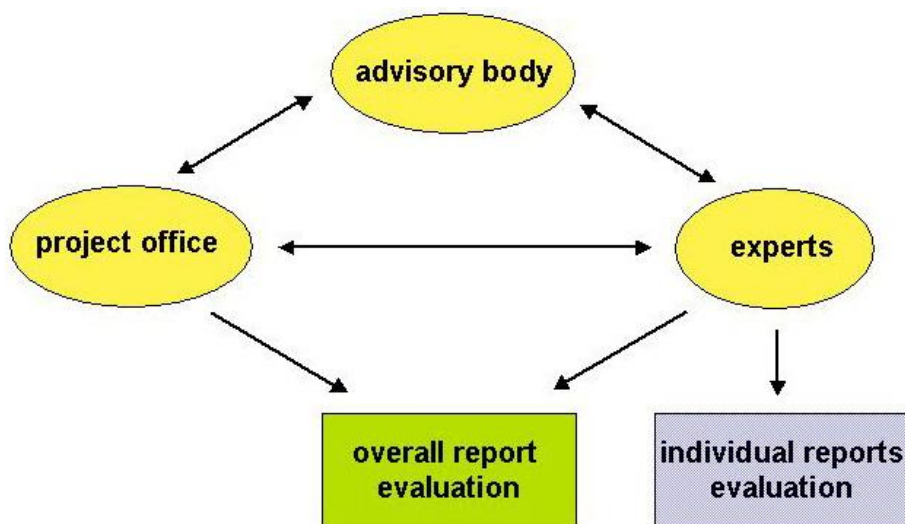 advisory body
project office
experts
overall report
evaluation
individual reports
evaluation